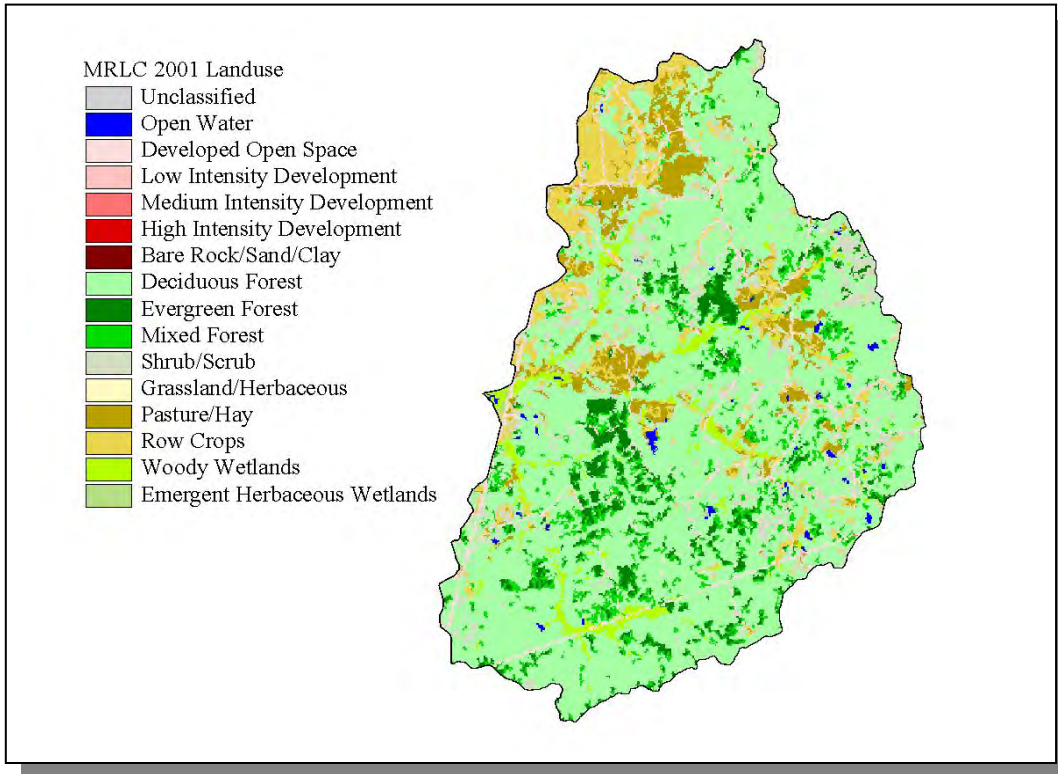 MRLC 2001 Landuse
Unclassified
Open Water
Developed Open Space
Low Intensity Development
Medium Intensity Development
High Intensity Development
Bare Rock/Sand/Clay
Deciduous Forest
Evergreen Forest
Mixed Forest
Shrub/Scrub
Grassland/Herbaceous
Pasture/Hay
Row Crops
Woody Wetlands
Emergent Herbaceous Wetlands